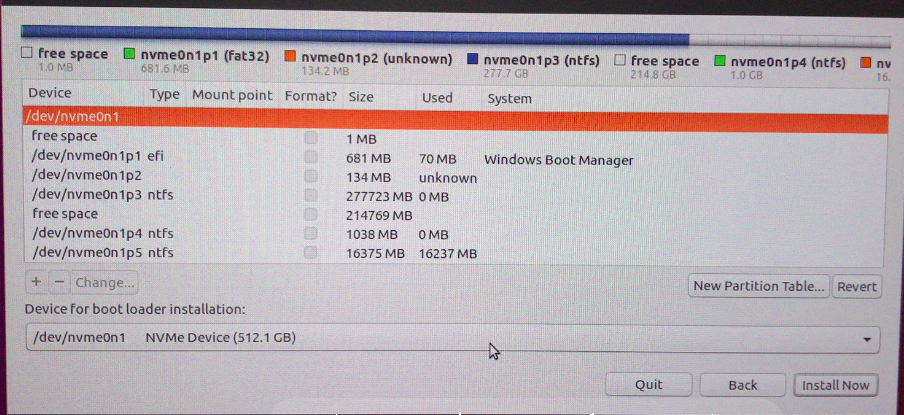 free space nvme0n1p1 (fat32) nvme0n1p2 (unknown) nvme0n1p3 (ntfs) free space nvme0n1p4 (ntfs) nv
1.0 MB 681.6 MB 134.2 MB 277.7 GB 214.8 GB 1.0 GB 16.
Device Type Mount point Format? Size Used System
/dev/nvme0n1
free space 1 MB
/dev/nvme0n1p1 efi 681 MB 70 MB Windows Boot Manager
/dev/nvme0n1p2 134 MB unknown
/dev/nvme0n1p3 ntfs 277723 MB 0 MB
free space 214769 MB
/dev/nvme0n1p4 ntfs 1038 MB 0 MB
/dev/nvme0n1p5 ntfs 16375 MB 16237 MB
+ − Change... New Partition Table... Revert
Device for boot loader installation:
/dev/nvme0n1 NVMe Device (512.1 GB)
Quit Back Install Now